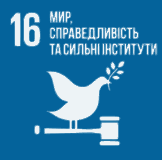 16 МИР,
СПРАВЕДЛИВІСТЬ
ТА СИЛЬНІ ІНСТИТУТИ